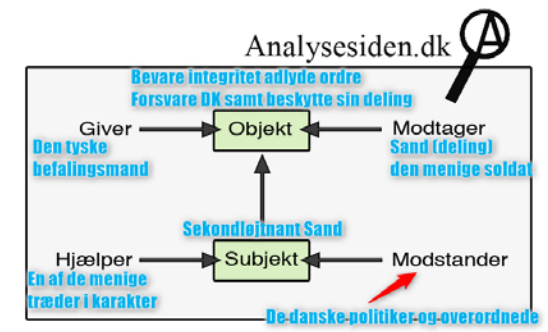 Analysesiden.dk
Bevare integritet adlyde ordre
Forsvare DK samt beskytte sin deling
Giver
Objekt
Modtager
Den tyske
befalingsmand
Sand (deling)
den menige soldat
Sekondløjtnant Sand
Hjælper
Subjekt
Modstander
En af de menige
træder i karakter
De danske politiker og overordnede